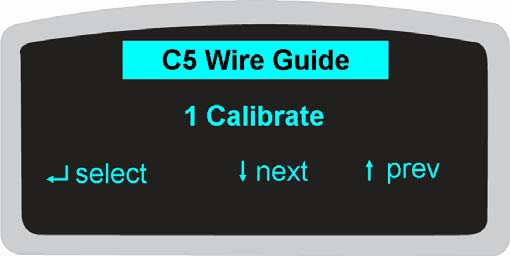 C5 Wire Guide
1 Calibrate
↵ select ↓ next ↑ prev